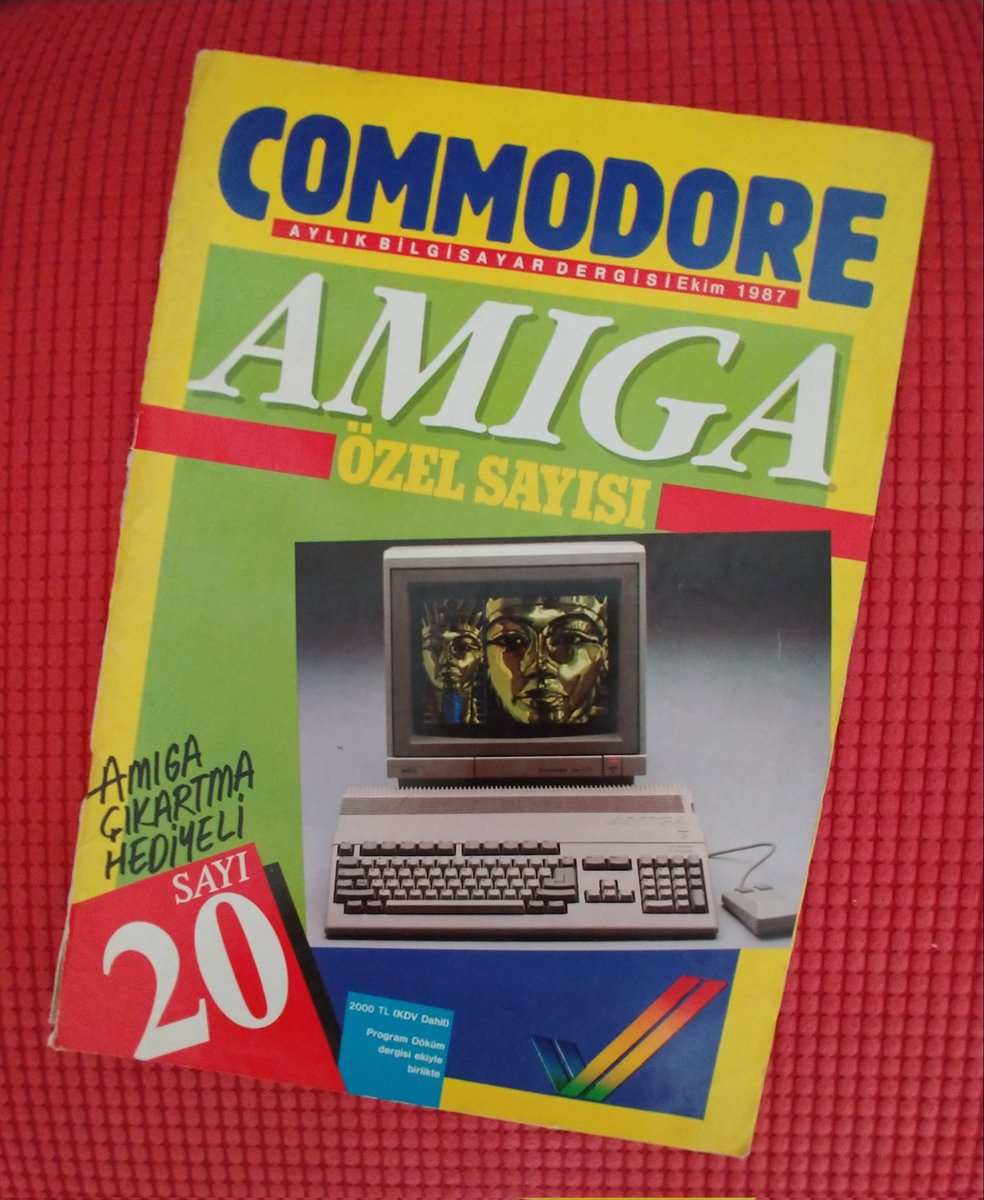 COMMODORE
AYLIK BİLGİSAYAR DERGİSİ Ekim 1987
AMIGA
ÖZEL SAYISI
AMIGA
AMIGA
ÇIKARTMA
HEDİYELİ
SAYI
20
2000 TL (KDV Dahil)
Program Döküm
dergisi ekiyle
birlikte